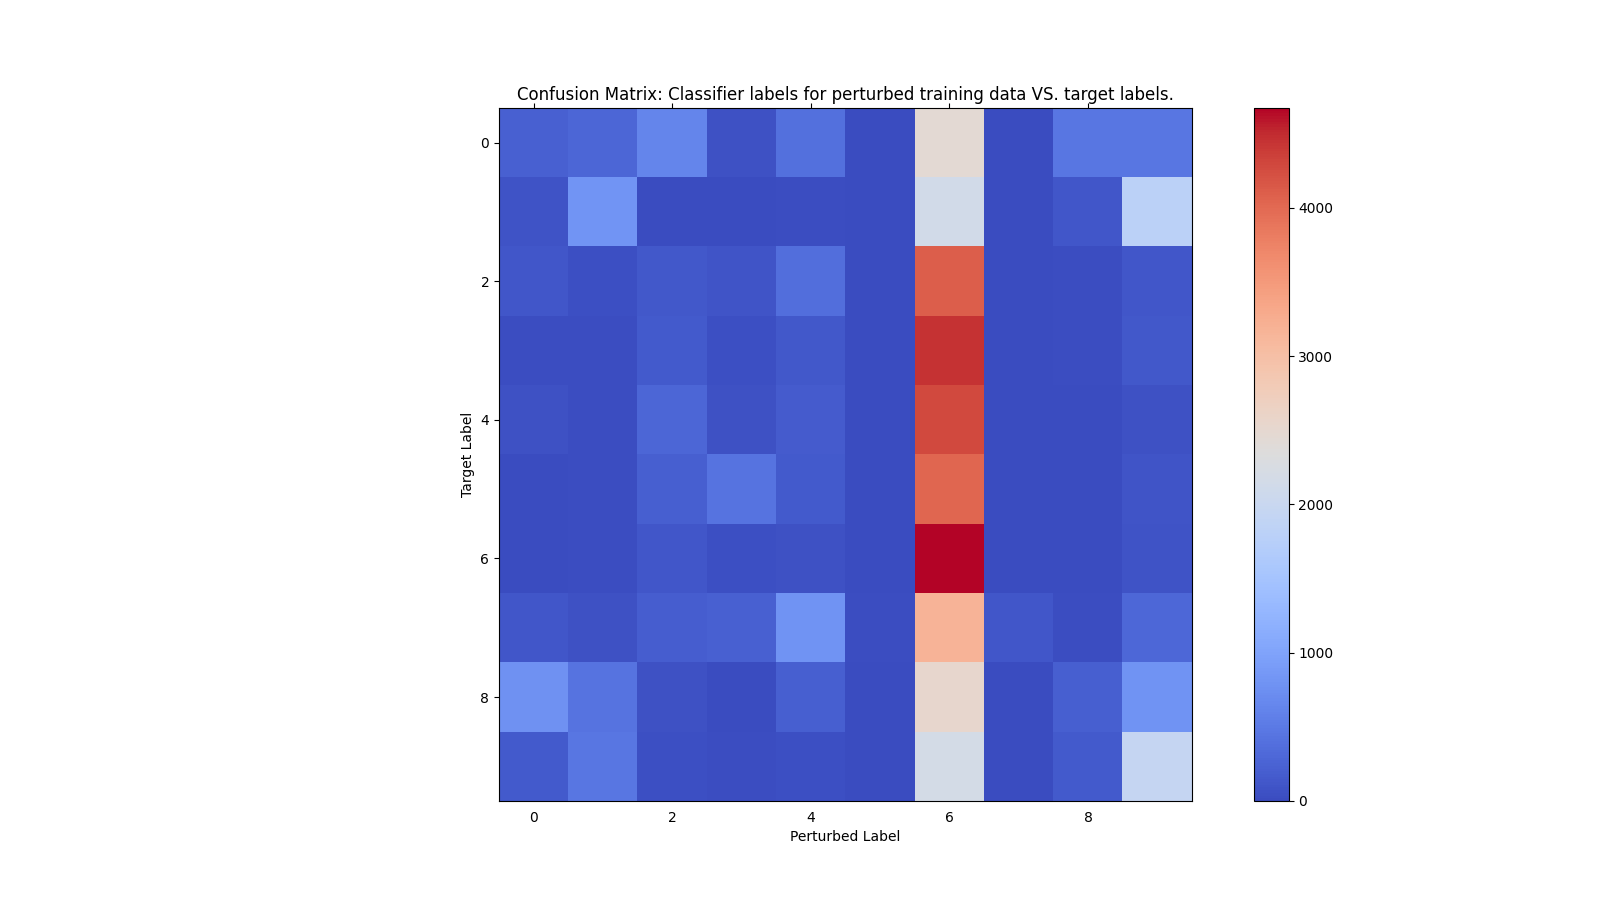 Confusion Matrix: Classifier labels for perturbed training data VS. target labels.
0
2
4
6
8
Target Label
0 2 4 6 8
Perturbed Label
4000
3000
2000
1000
0